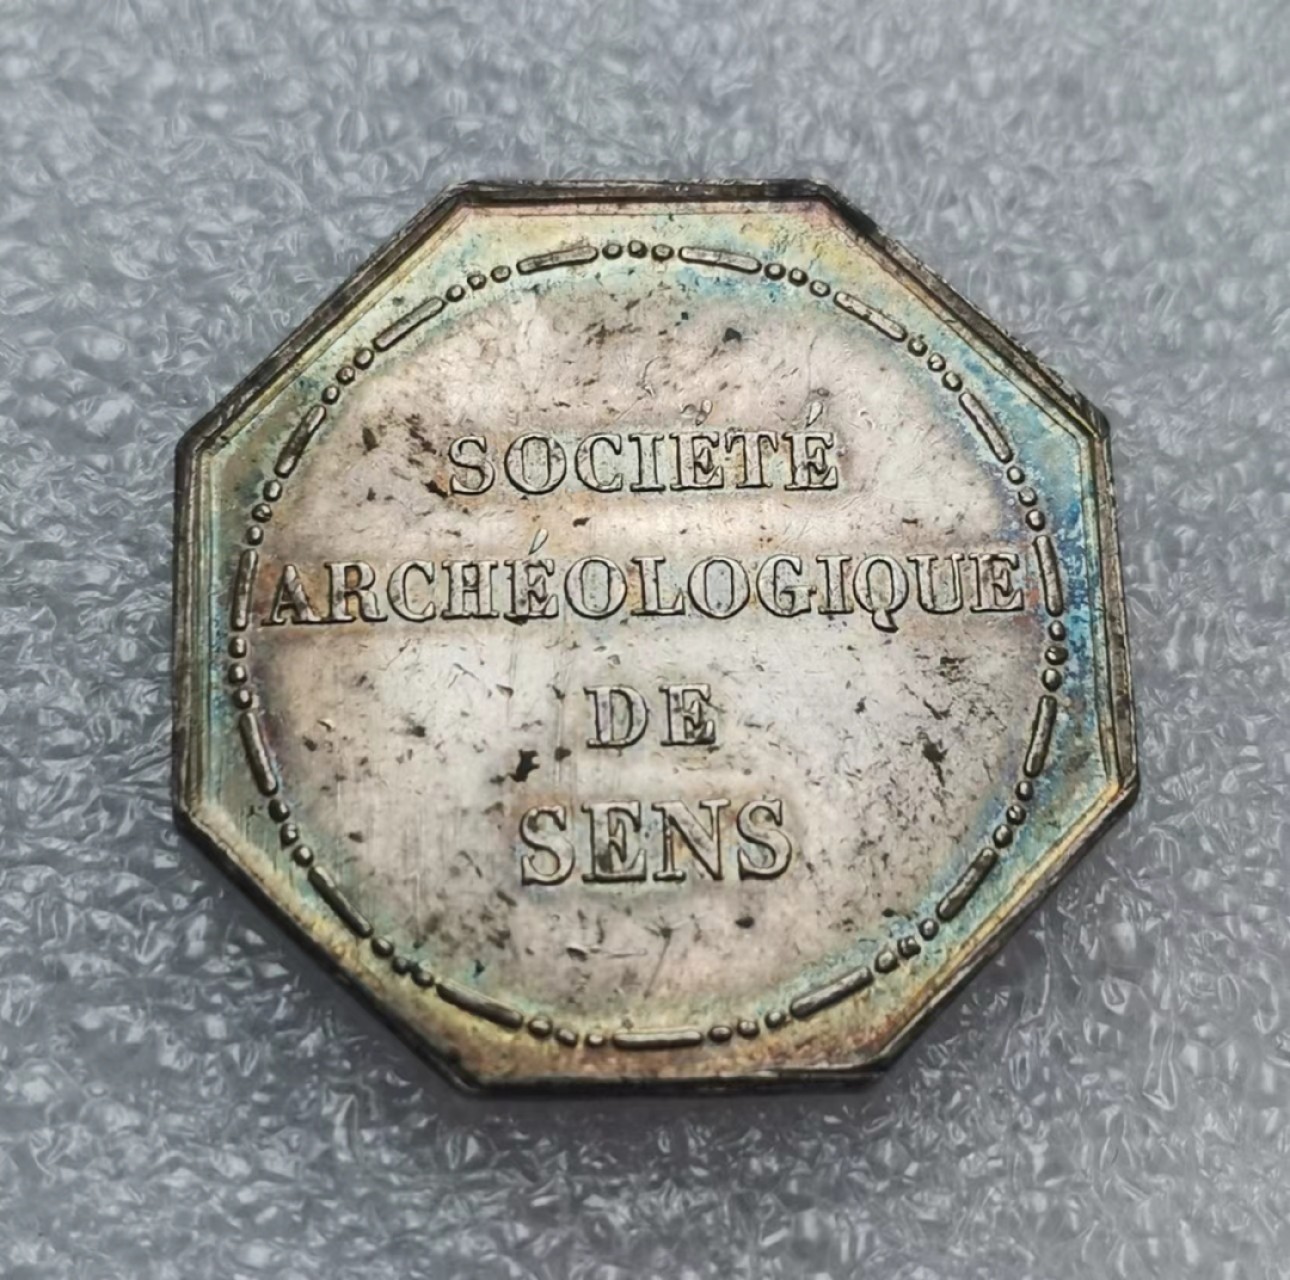 SOCIÉTÉ
ARCHÉOLOGIQUE
DE
SENS